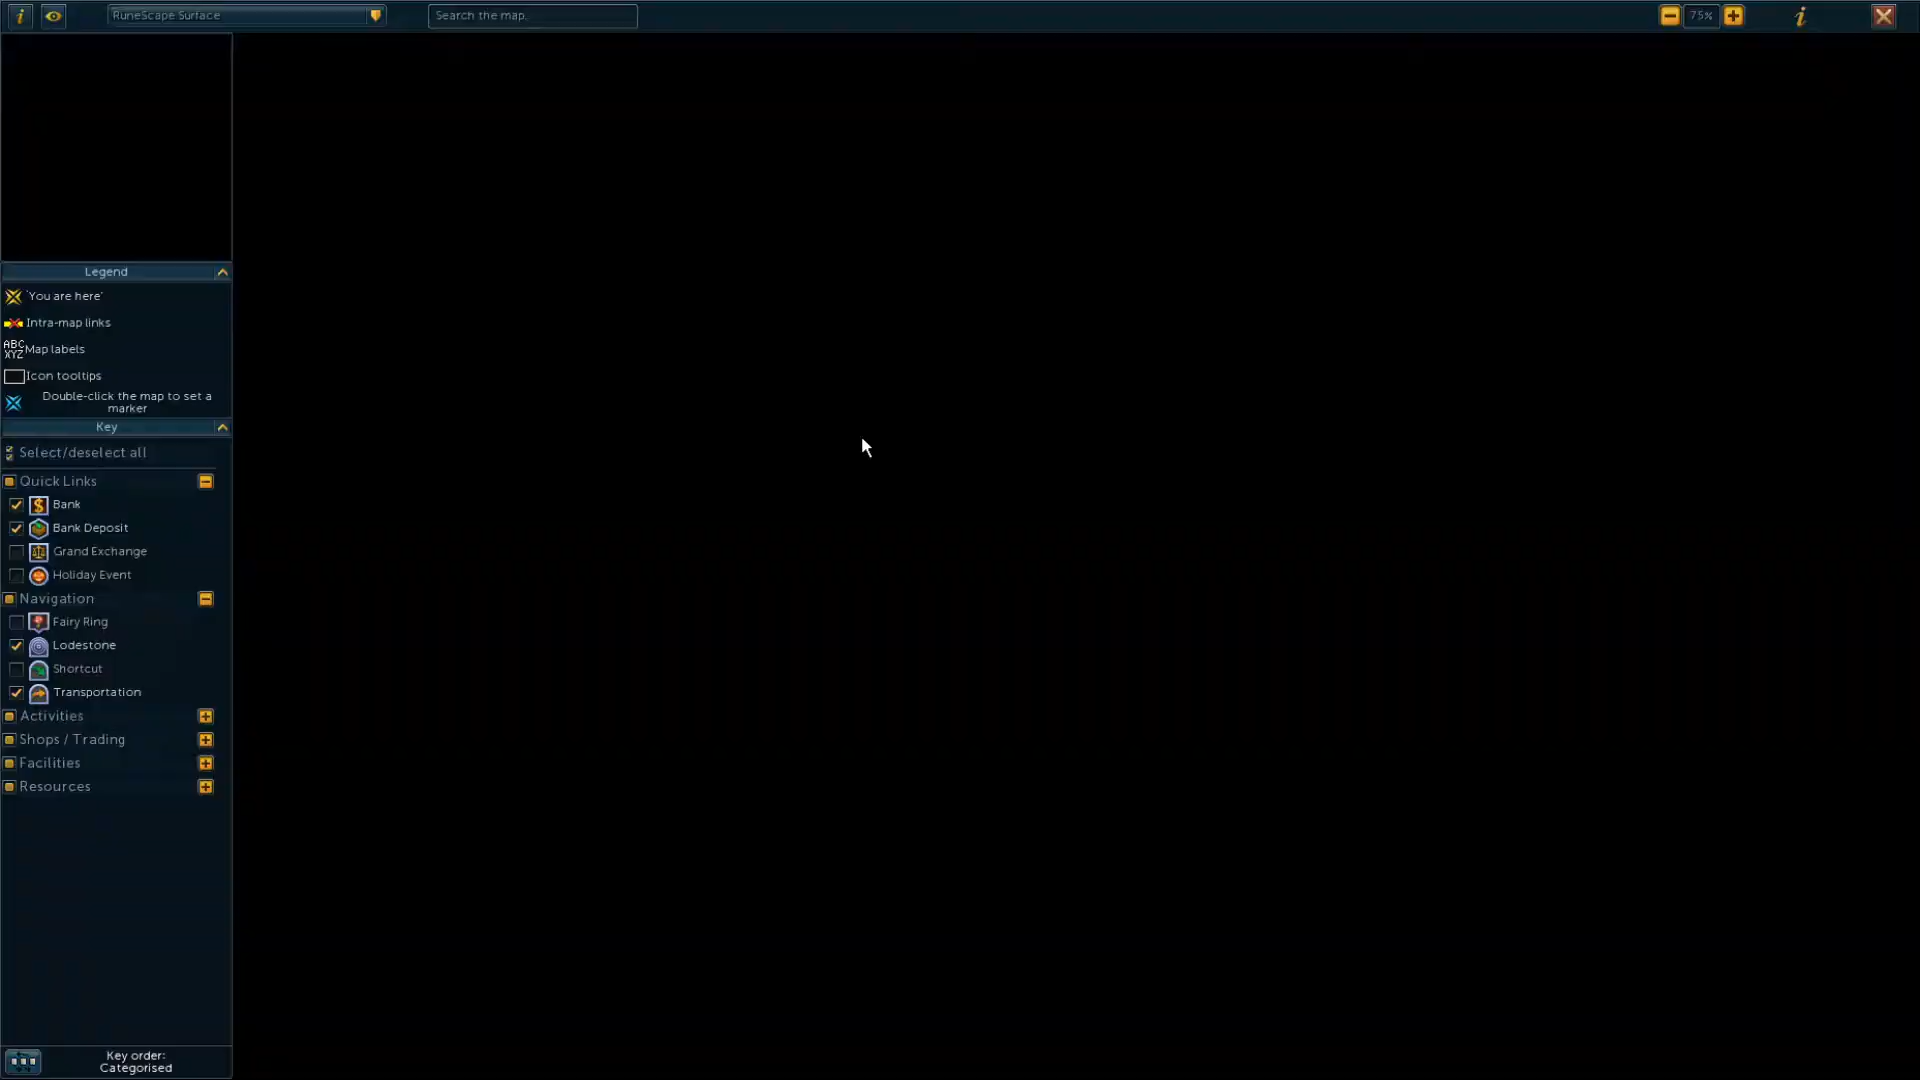 RuneScape Surface
Search the map.
75%
Legend
'You are here'
Intra-map links
ABC
XYZ
Map labels
Icon tooltips
Double-click the map to set a
marker
Key
Select/deselect all
Quick Links
Bank
Bank Deposit
Grand Exchange
Holiday Event
Navigation
Fairy Ring
Lodestone
Shortcut
Transportation
Activities
Shops / Trading
Facilities
Resources
Key order:
Categorised